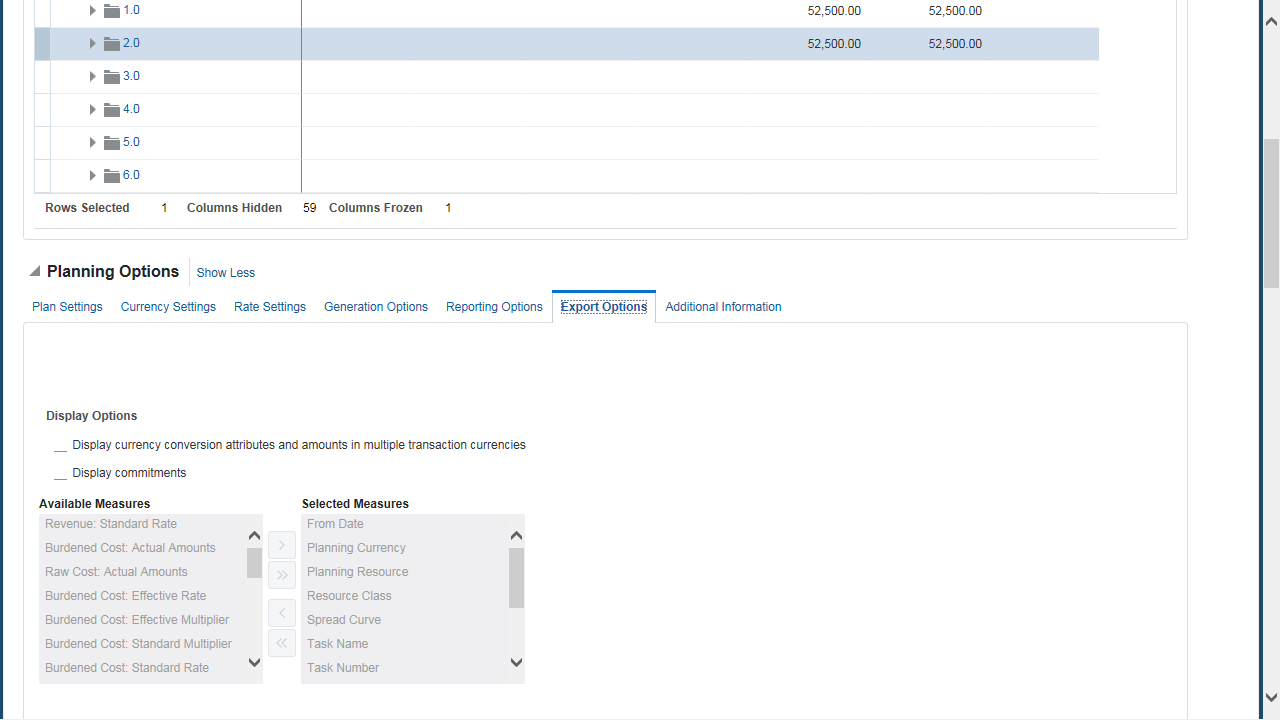 1.0 52,500.00 52,500.00
2.0 52,500.00 52,500.00
3.0
4.0
5.0
6.0
Rows Selected 1 Columns Hidden 59 Columns Frozen 1
Planning Options Show Less
Plan Settings Currency Settings Rate Settings Generation Options Reporting Options Export Options Additional Information
Display Options
Display currency conversion attributes and amounts in multiple transaction currencies
Display commitments
Available Measures Selected Measures
Revenue: Standard Rate From Date
Burdened Cost: Actual Amounts Planning Currency
Raw Cost: Actual Amounts Planning Resource
Burdened Cost: Effective Rate Resource Class
Burdened Cost: Effective Multiplier Spread Curve
Burdened Cost: Standard Multiplier Task Name
Burdened Cost: Standard Rate Task Number